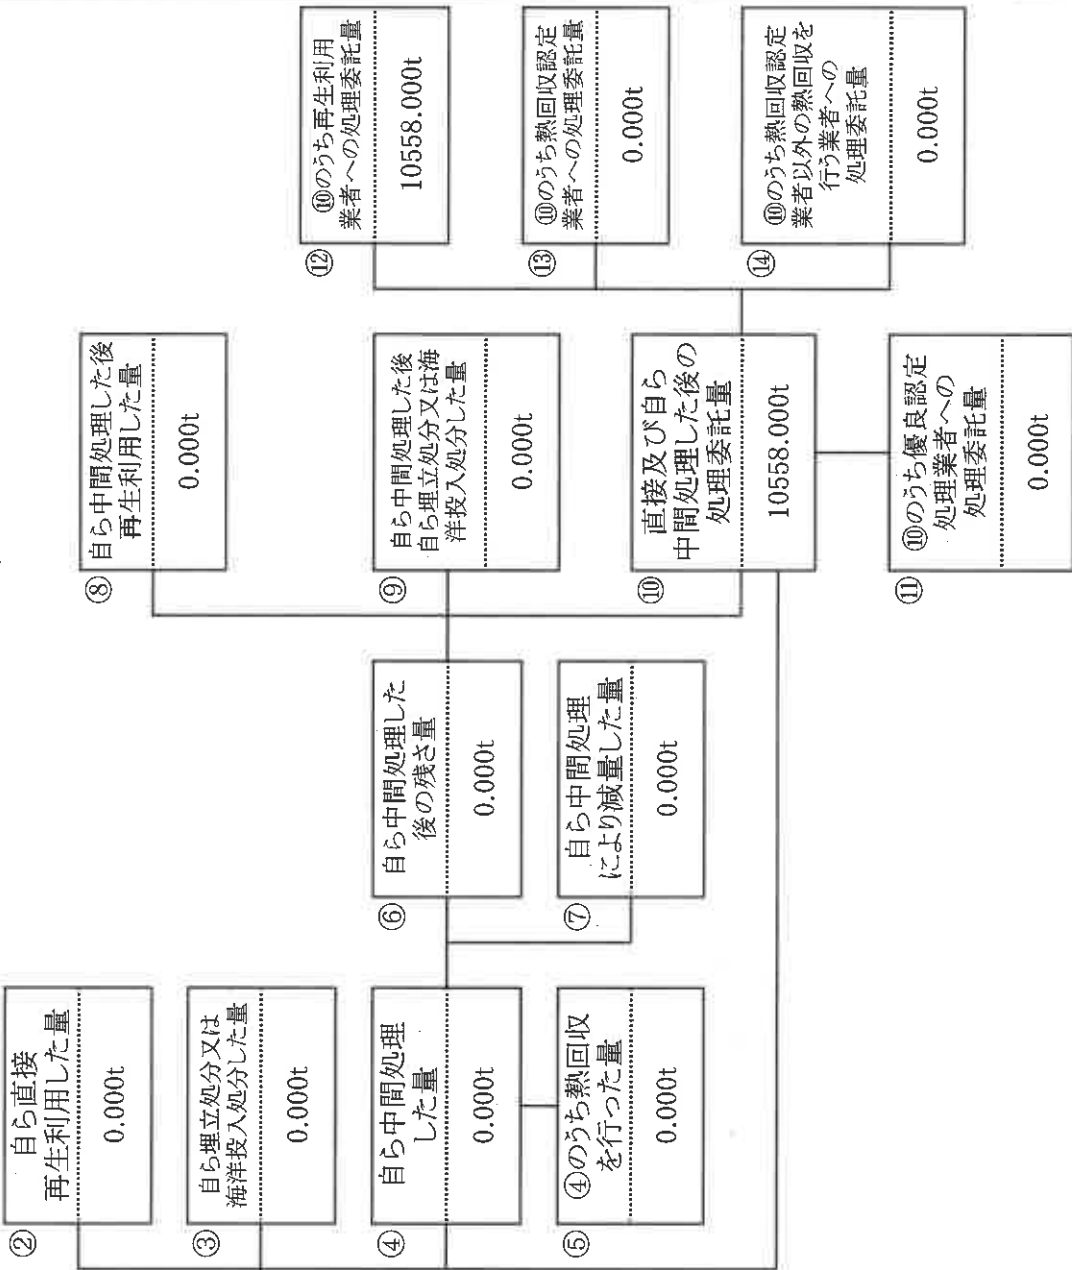 ②
自ら直接
再生利用した量
0.000t
③
自ら埋立処分又は
海洋投入処分した量
0.000t
④
自ら中間処理
した量
0.000t
⑤
④のうち熱回収
を行った量
0.000t
⑥
自ら中間処理した
後の残さ量
0.000t
⑦
自ら中間処理
により減量した量
0.000t
⑧
自ら中間処理した後
再生利用した量
0.000t
⑨
自ら中間処理した後
自ら埋立処分又は海
洋投入処分した量
0.000t
⑩
直接及び自ら
中間処理した後の
処理委託量
10558.000t
⑪
⑩のうち優良認定
処理業者への
処理委託量
0.000t
⑫
⑩のうち再生利用
業者への処理委託量
10558.000t
⑬
⑩のうち熱回収認定
業者への処理委託量
0.000t
⑭
⑩のうち熱回収認定
業者以外の熱回収を
行う業者への
処理委託量
0.000t